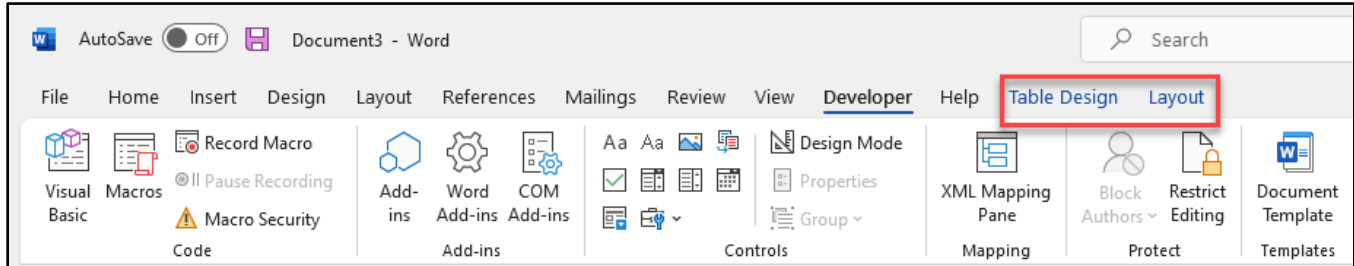 AutoSave Off Document3 - Word Search
File Home Insert Design Layout References Mailings Review View Developer Help Table Design Layout
Visual Basic
Macros
Record Macro
Pause Recording
Macro Security
Code
Add-ins
Word Add-ins
COM Add-ins
Add-ins
Aa Aa
Design Mode
Properties
Group
Controls
XML Mapping Pane
Mapping
Block Authors
Restrict Editing
Protect
Document Template
Templates